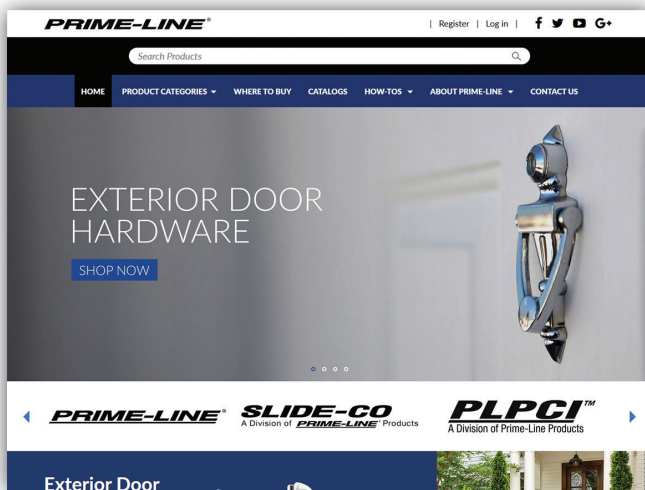 PRIME-LINE®
| Register | Log in | f G+
Search Products
HOME PRODUCT CATEGORIES WHERE TO BUY CATALOGS HOW-TOS ABOUT PRIME-LINE CONTACT US
EXTERIOR DOOR
HARDWARE
SHOP NOW
PRIME-LINE®
SLIDE-CO
A Division of PRIME-LINE® Products
PLPCI™
A Division of Prime-Line Products
Exterior Door